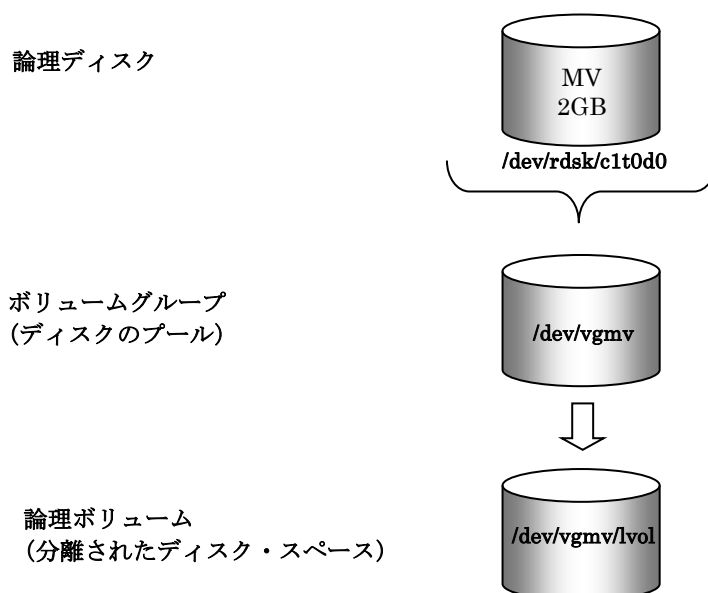 論理ディスク
MV
2GB
/dev/rdsk/c1t0d0
ボリュームグループ
（ディスクのプール）
/dev/vgmv
論理ボリューム
（分離されたディスク・スペース）
/dev/vgmv/lvol